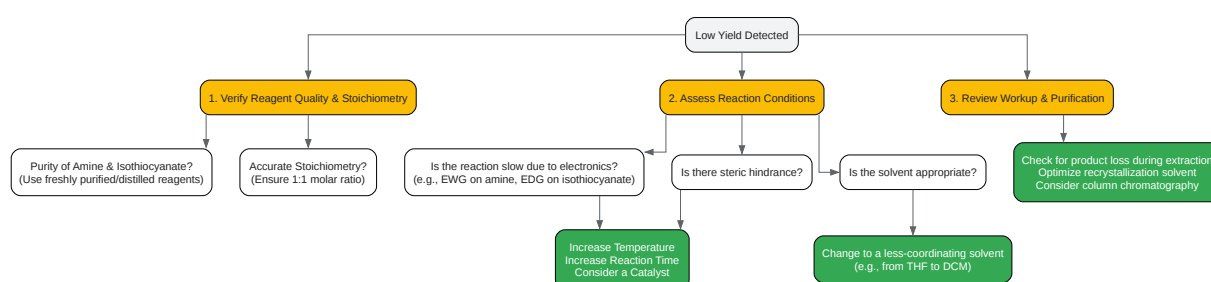 Low Yield Detected
1. Verify Reagent Quality & Stoichiometry
2. Assess Reaction Conditions
3. Review Workup & Purification
Purity of Amine & Isothiocyanate?
(Use freshly purified/distilled reagents)
Accurate Stoichiometry?
(Ensure 1:1 molar ratio)
Is the reaction slow due to electronics?
(e.g., EWG on amine, EDG on isothiocyanate)
Is there steric hindrance?
Is the solvent appropriate?
Check for product loss during extraction
Optimize recrystallization solvent
Consider column chromatography
Increase Temperature
Increase Reaction Time
Consider a Catalyst
Change to a less-coordinating solvent
(e.g., from THF to DCM)